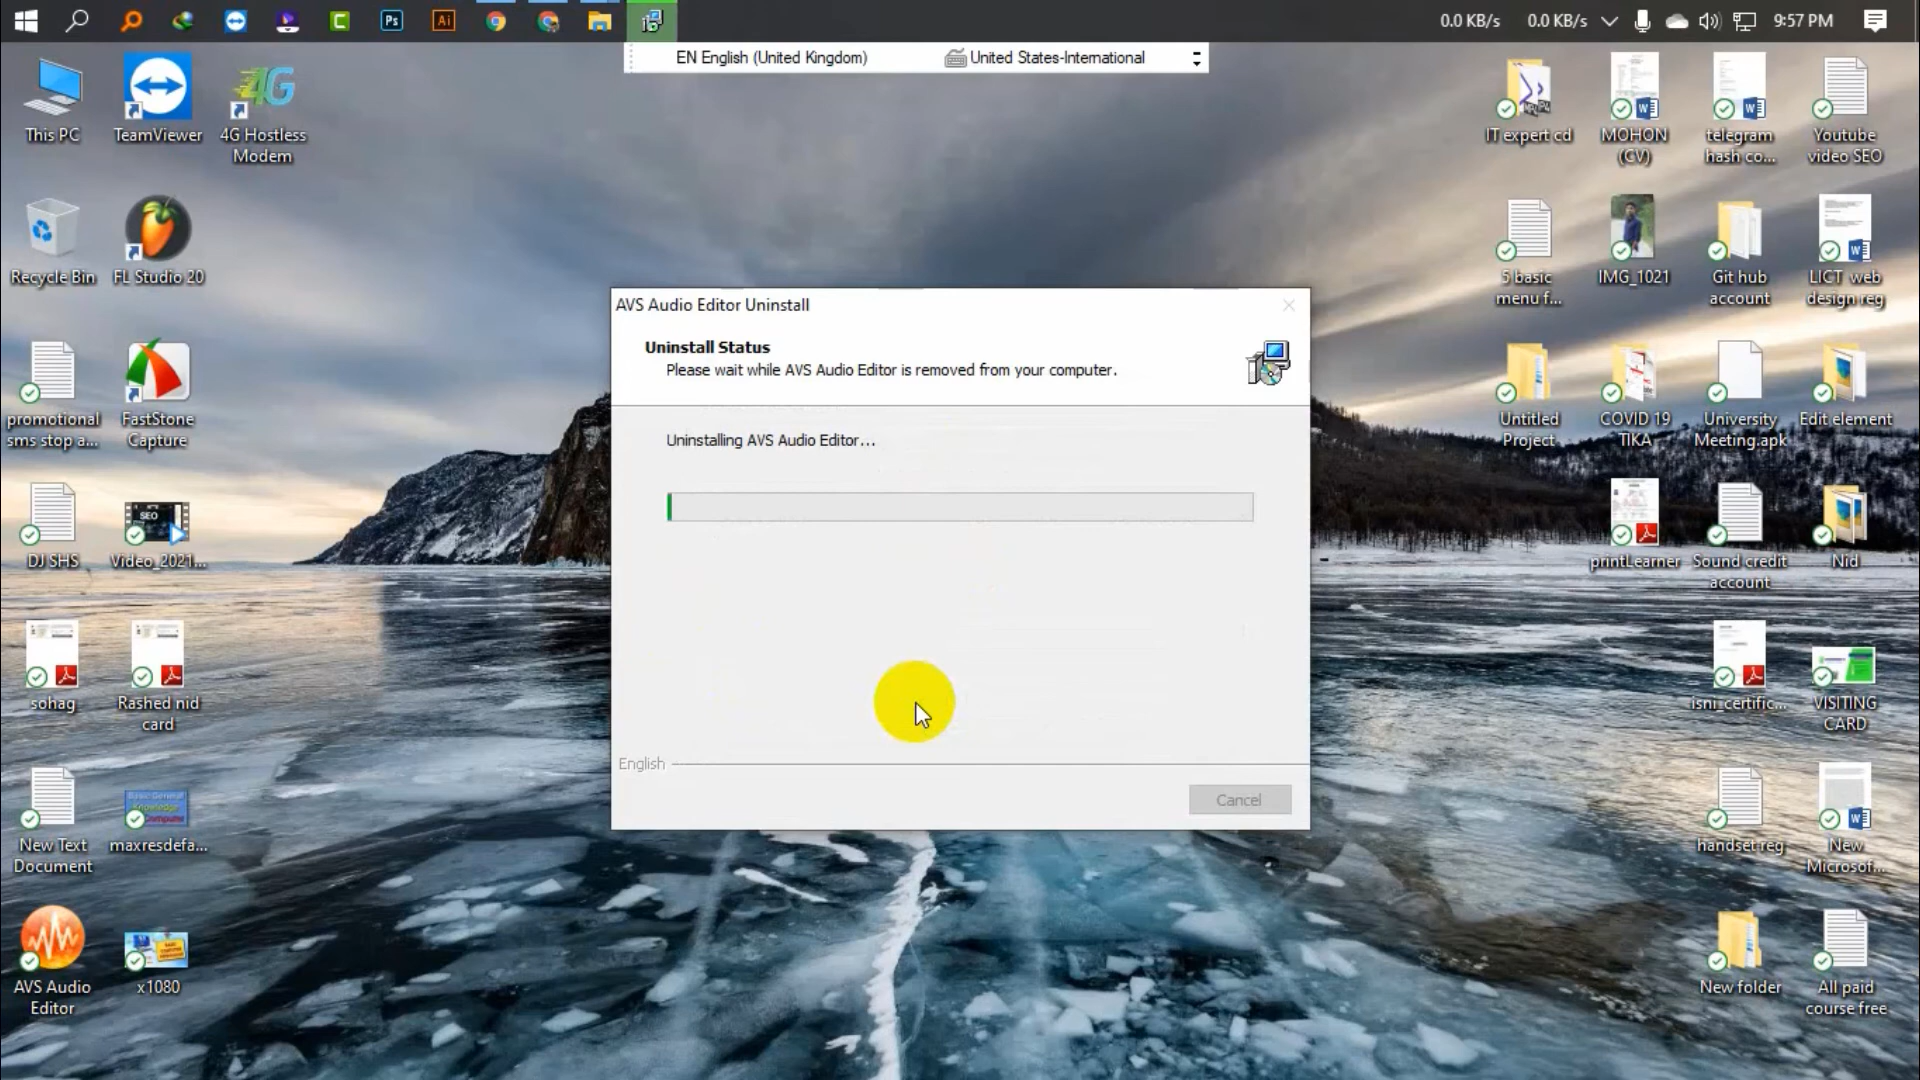 0.0 KB/s
0.0 KB/s
9:57 PM
EN English (United Kingdom)
United States-International
This PC
TeamViewer
4G Hostless
Modem
Recycle Bin
FL Studio 20
promotional
sms stop a...
FastStone
Capture
DJ SHS
Video_2021...
sohag
Rashed nid
card
New Text
Document
maxresdefa...
AVS Audio
Editor
x1080
AVS Audio Editor Uninstall
Uninstall Status
Please wait while AVS Audio Editor is removed from your computer.
Uninstalling AVS Audio Editor...
English
Cancel
IT expert cd
MOHON
(CV)
telegram
hash co...
Youtube
video SEO
5 basic
menu f...
IMG_1021
Git hub
account
LICT web
design reg
Untitled
Project
COVID 19
TIKA
University
Meeting.apk
Edit element
printLearner
Sound credit
account
Nid
isni_certific...
VISITING
CARD
handset reg
New
Microsof...
New folder
All paid
course free